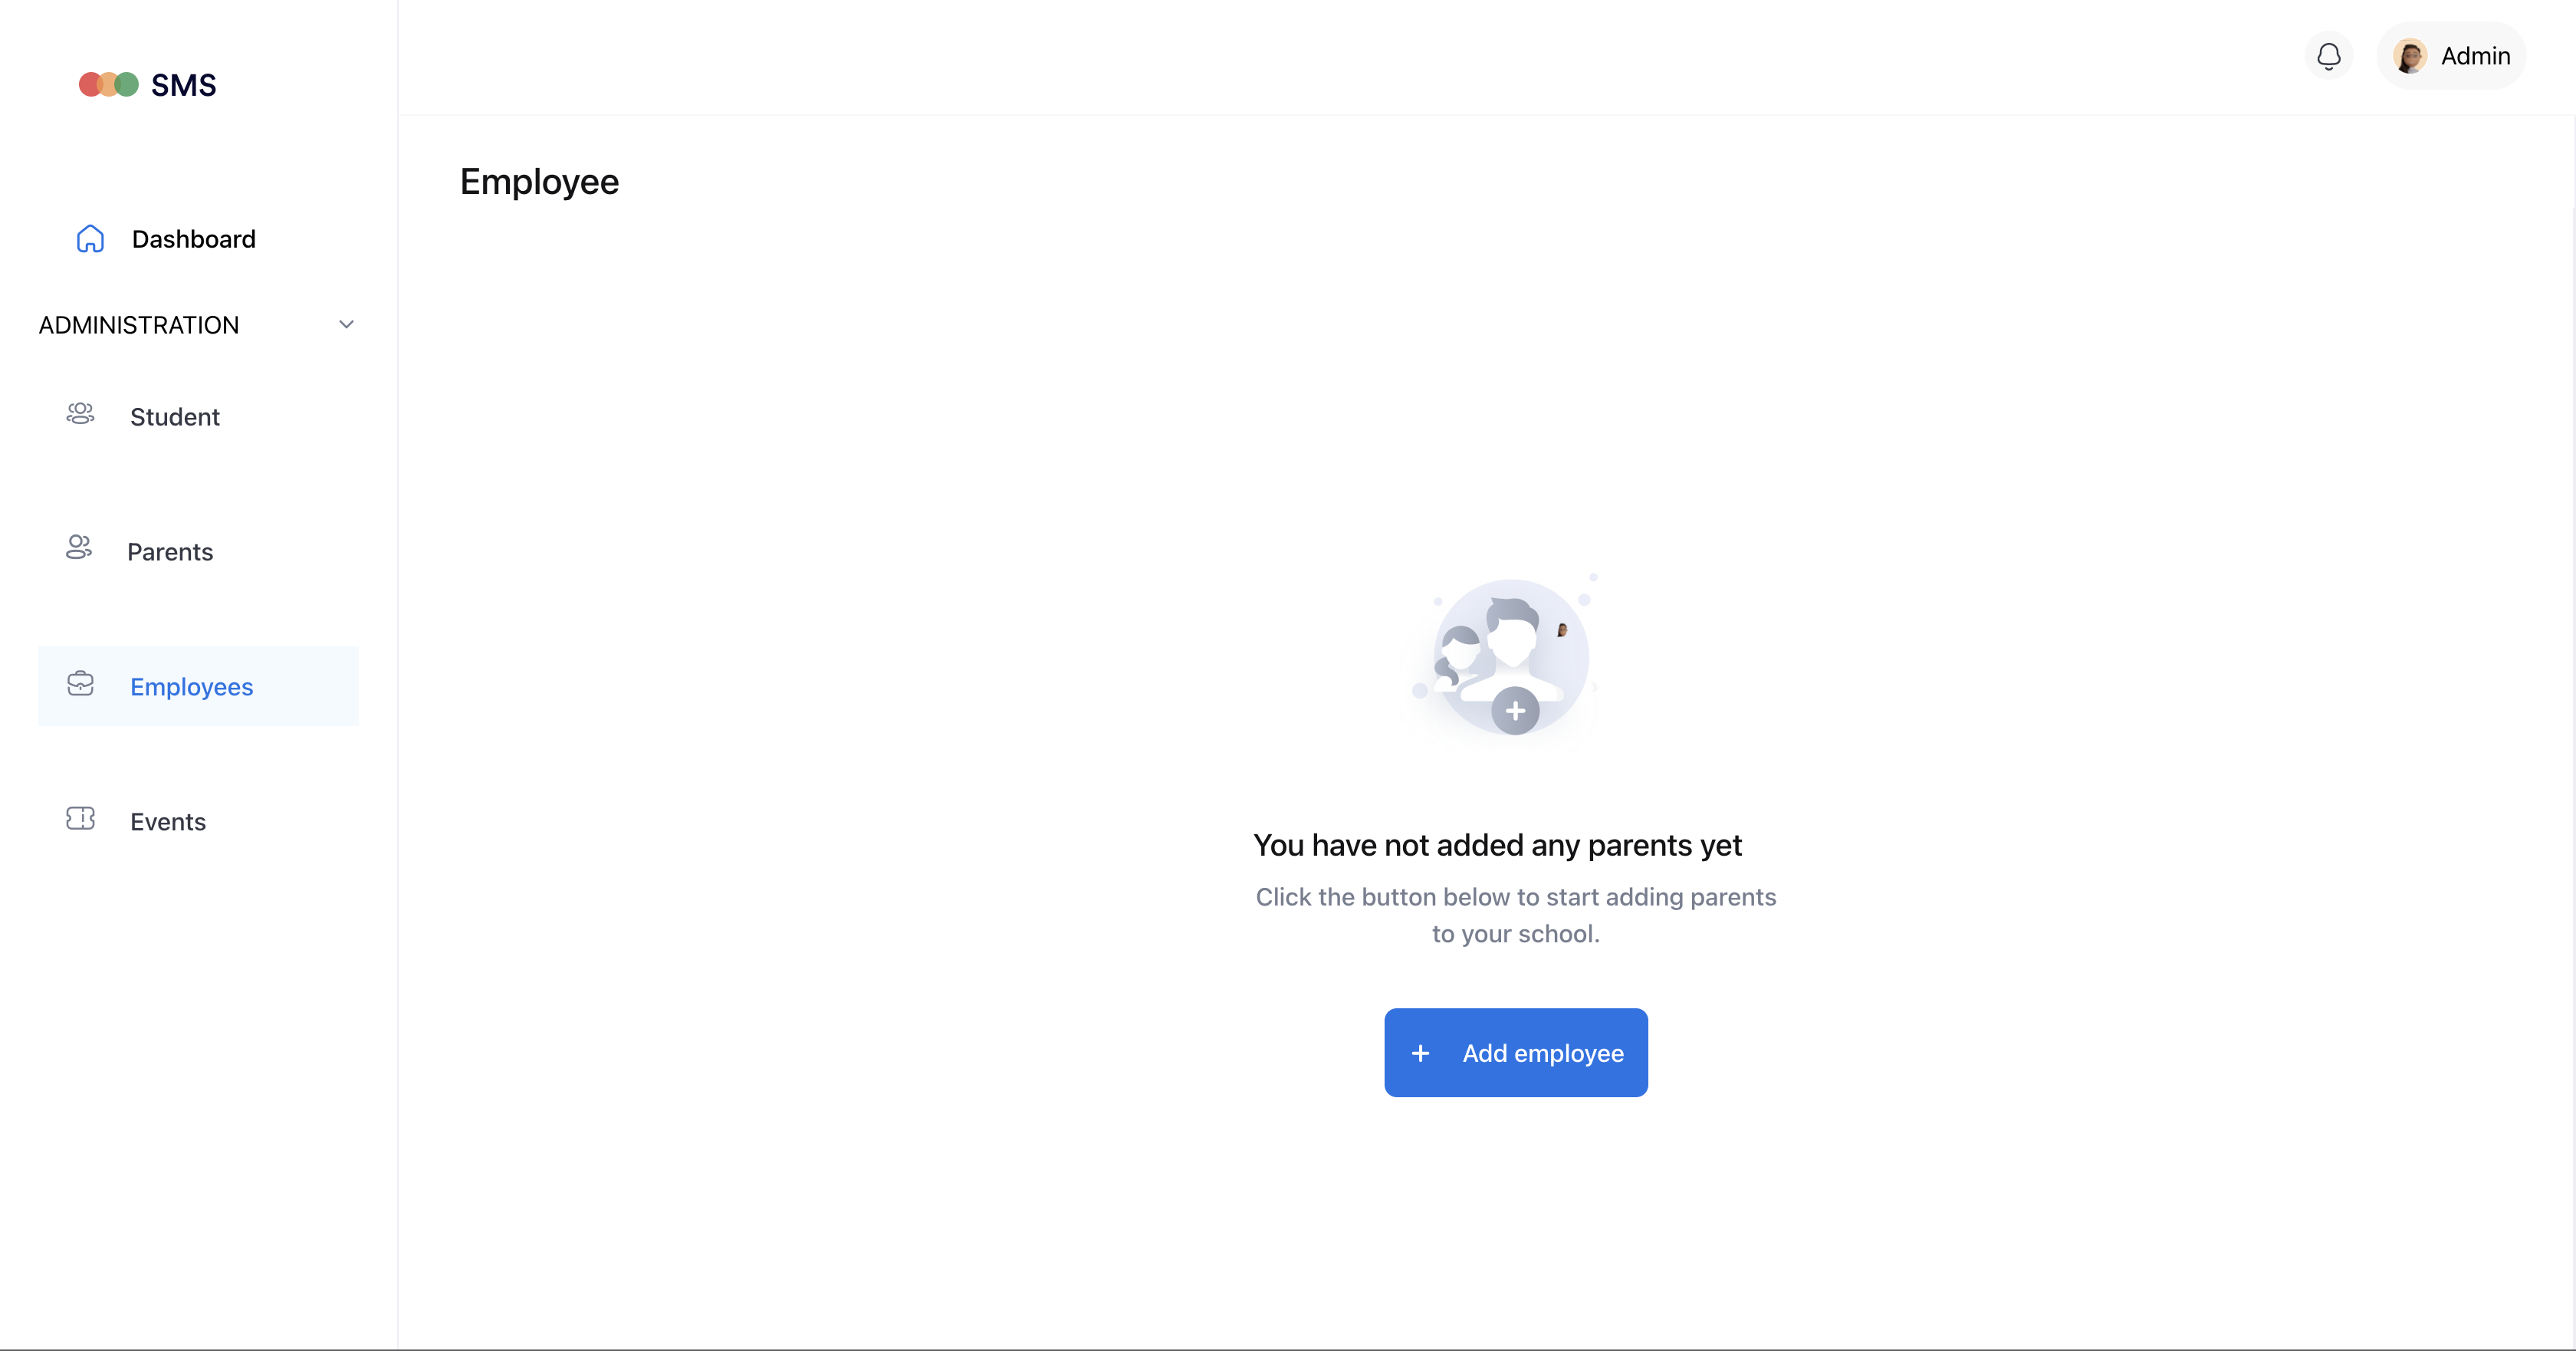 SMS
Dashboard
ADMINISTRATION
Student
Parents
Employees
Events
Admin
Employee
You have not added any parents yet
Click the button below to start adding parents
to your school.
+ Add employee